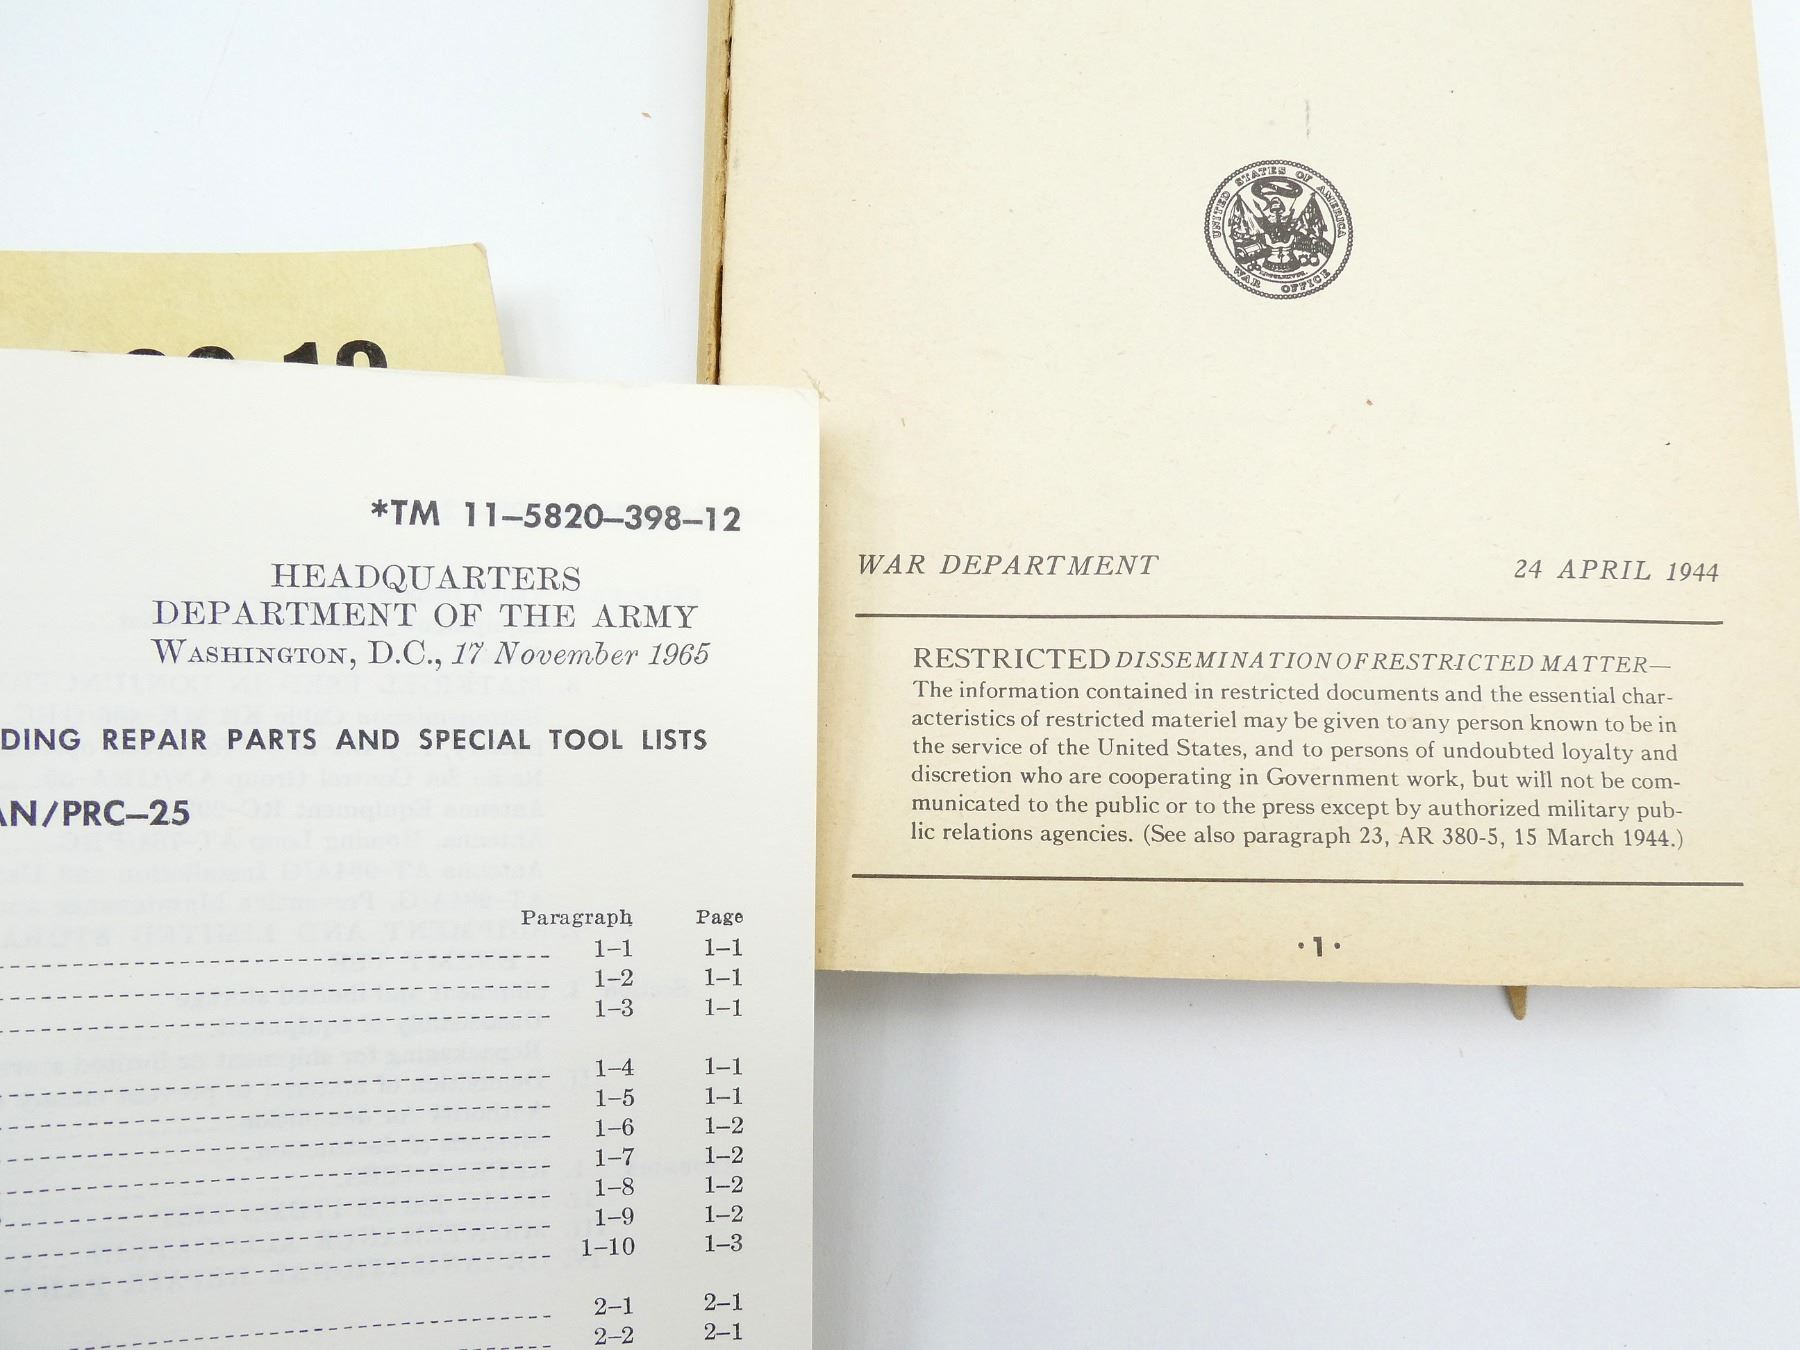 *TM 11–5820–398–12
HEADQUARTERS
DEPARTMENT OF THE ARMY
WASHINGTON, D.C., 17 November 1965
DING REPAIR PARTS AND SPECIAL TOOL LISTS
AN/PRC–25
Paragraph Page
1–1 1–1
1–2 1–1
1–3 1–1
1–4 1–1
1–5 1–1
1–6 1–2
1–7 1–2
1–8 1–2
1–9 1–2
1–10 1–3
2–1 2–1
2–2 2–1
UNITED STATES OF AMERICA
WAR OFFICE
WAR DEPARTMENT 24 APRIL 1944
RESTRICTED DISSEMINATION OF RESTRICTED MATTER—
The information contained in restricted documents and the essential char-
acteristics of restricted materiel may be given to any person known to be in
the service of the United States, and to persons of undoubted loyalty and
discretion who are cooperating in Government work, but will not be com-
municated to the public or to the press except by authorized military pub-
lic relations agencies. (See also paragraph 23, AR 380-5, 15 March 1944.)
·1·